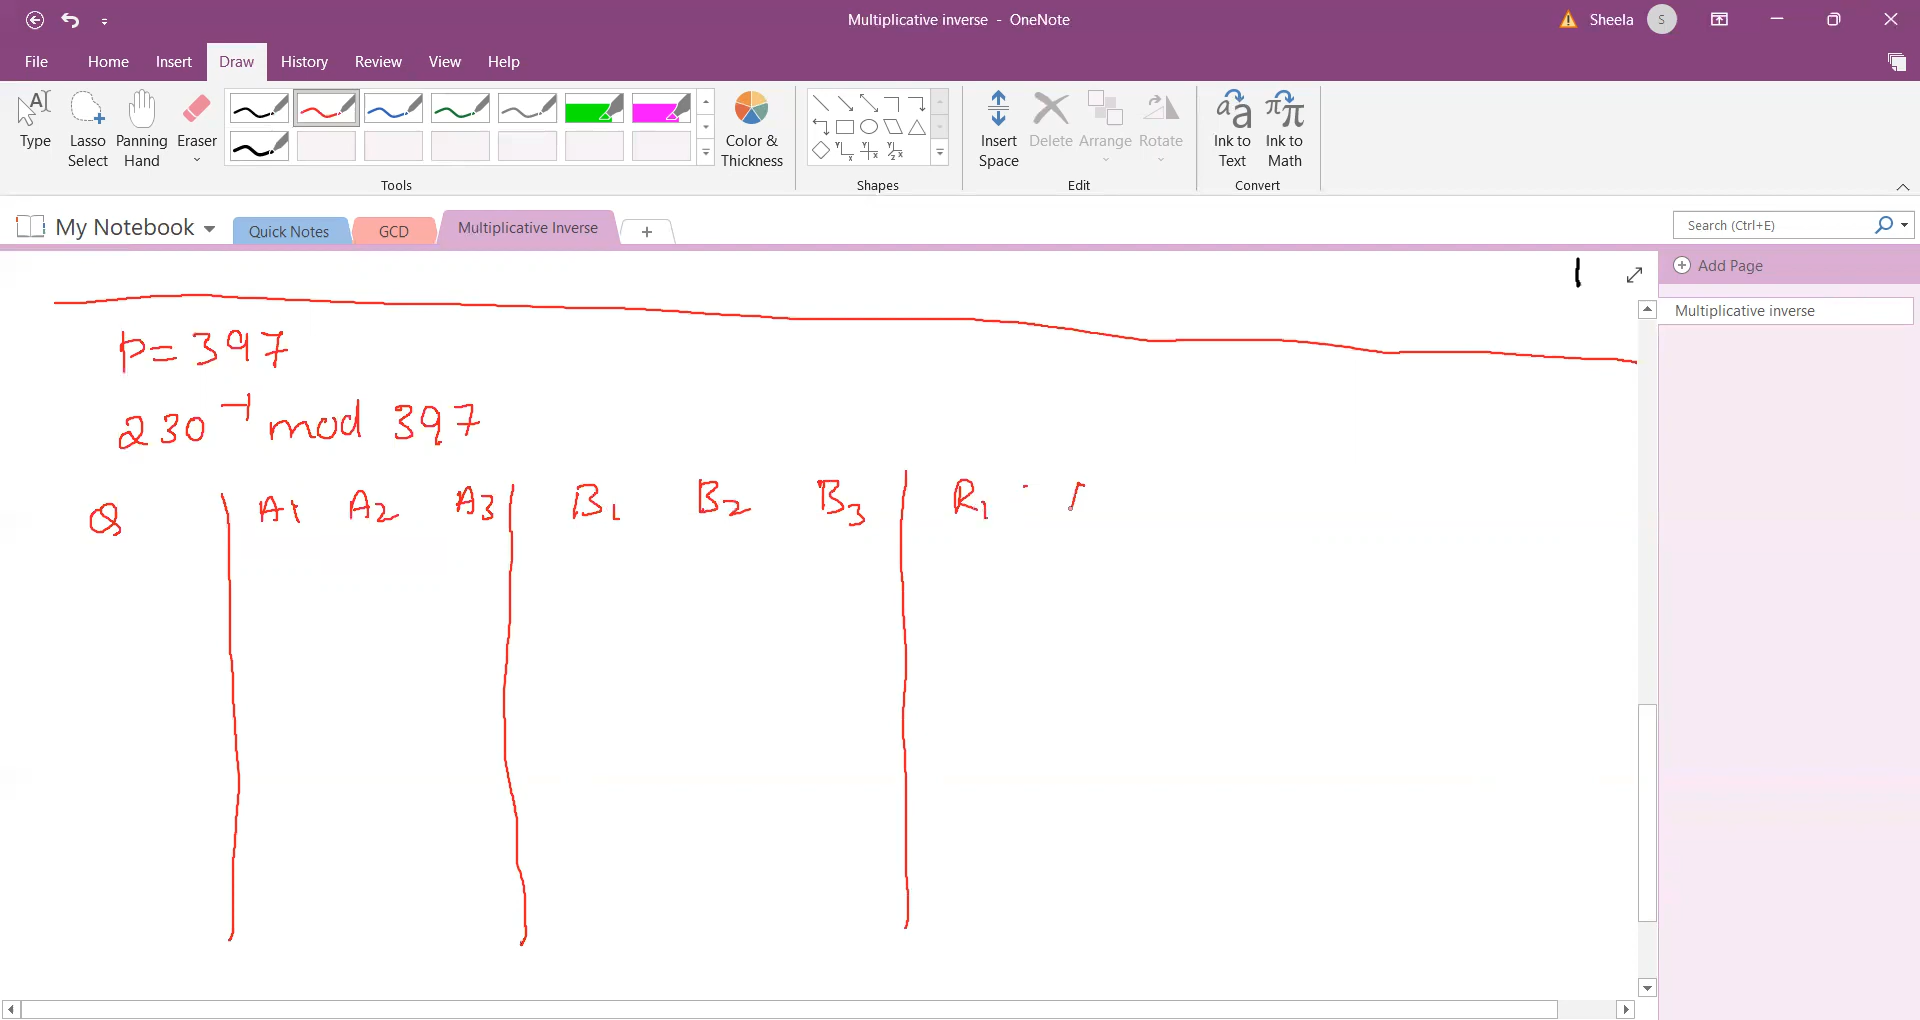 Multiplicative inverse - OneNote
Sheela
S
File Home Insert Draw History Review View Help
Type
Lasso Select
Panning Hand
Eraser
Color & Thickness
Insert Space
Delete
Arrange
Rotate
Ink to Text
Ink to Math
Tools
Shapes
Edit
Convert
My Notebook
Quick Notes
GCD
Multiplicative Inverse
+
Search (Ctrl+E)
Add Page
Multiplicative inverse
1
p=397
230⁻¹ mod 397
Q A1 A2 A3 B1 B2 B3 R1